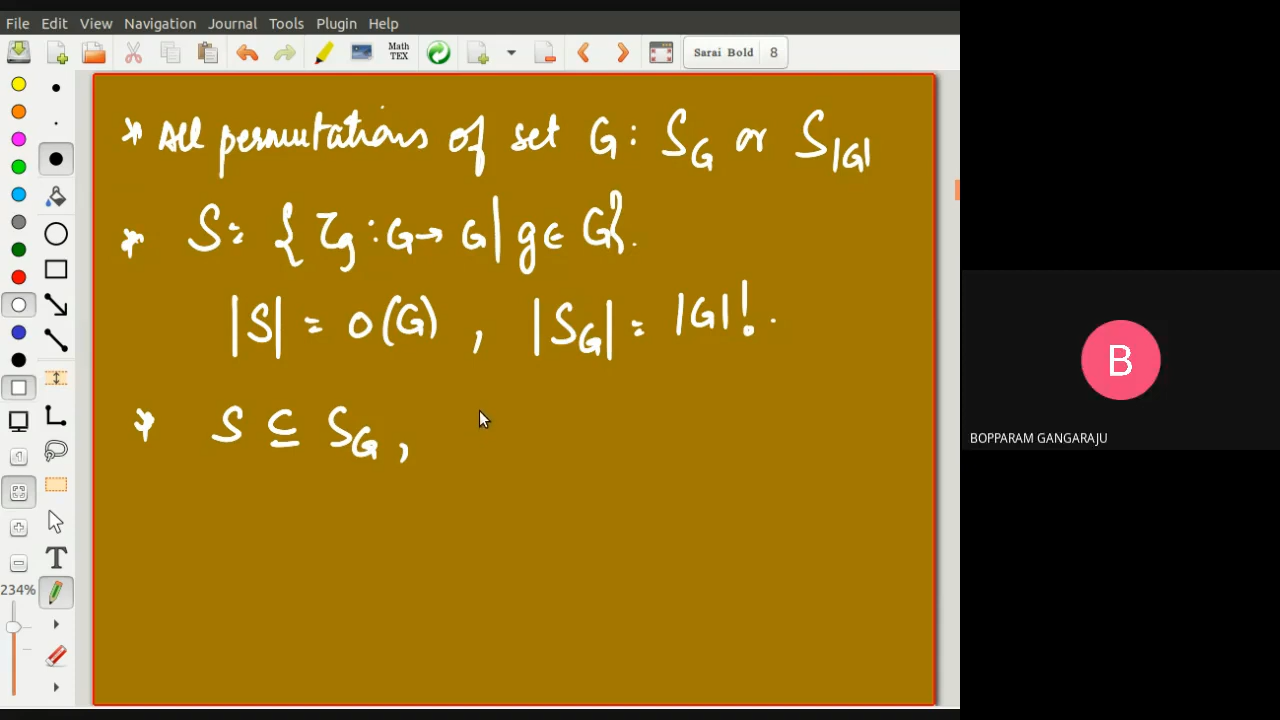 File Edit View Navigation Journal Tools Plugin Help
Math TEX
Sarai Bold 8
* All permutations of set G : S_G or S_|G|
* S = { τ_g : G → G | g ∈ G }.
|S| = o(G) , |S_G| = |G|! .
* S ⊆ S_G ,
234%
T
B
BOPPARAM GANGARAJU